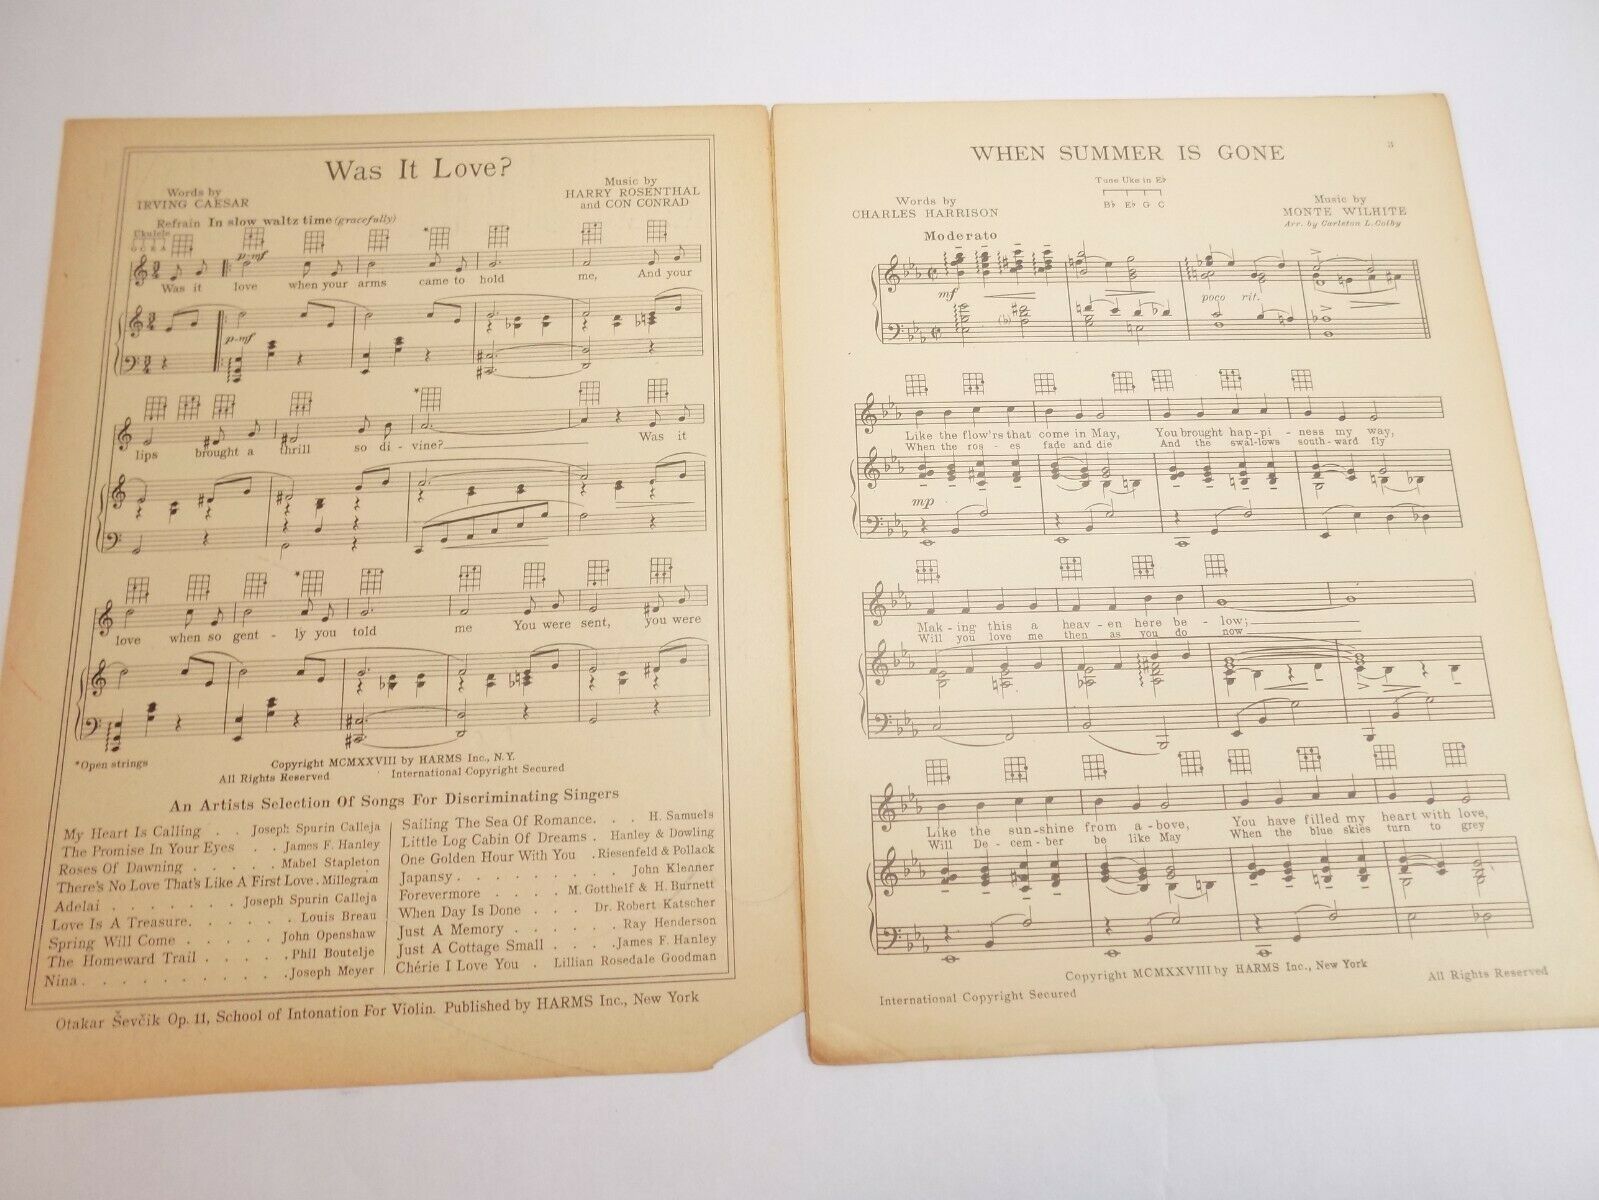 Was It Love?
Words by
IRVING CAESAR
Music by
HARRY ROSENTHAL
and CON CONRAD
Refrain In slow waltz time (gracefully)
Ukulele
G C E A
p-mf
Was it love when your arms came to hold me, And your
p-mf
lips brought a thrill so di-vine? Was it
love when so gent-ly you told me You were sent, you were
*Open strings
Copyright MCMXXVIII by HARMS Inc., N.Y.
All Rights Reserved International Copyright Secured
An Artists Selection Of Songs For Discriminating Singers
My Heart Is Calling . . Joseph Spurin Calleja
The Promise In Your Eyes . . James F. Hanley
Roses Of Dawning . . . . Mabel Stapleton
There's No Love That's Like A First Love . Millegram
Adelai . . . . . . . Joseph Spurin Calleja
Love Is A Treasure . . . . . . Louis Breau
Spring Will Come . . . . . John Openshaw
The Homeward Trail . . . . . Phil Boutelje
Nina . . . . . . . . . . Joseph Meyer
Sailing The Sea Of Romance . . . H. Samuels
Little Log Cabin Of Dreams . Hanley & Dowling
One Golden Hour With You . Riesenfeld & Pollack
Japansy . . . . . . . . . John Klenner
Forevermore . . . . M. Gotthelf & H. Burnett
When Day Is Done . . . Dr. Robert Katscher
Just A Memory . . . . . Ray Henderson
Just A Cottage Small . . . . James F. Hanley
Chérie I Love You . Lillian Rosedale Goodman
Otakar Ševčik Op. 11, School of Intonation For Violin. Published by HARMS Inc., New York
3
WHEN SUMMER IS GONE
Tune Uke in E♭
B♭ E♭ G C
Words by
CHARLES HARRISON
Music by
MONTE WILHITE
Arr. by Carleton L. Colby
Moderato
mf
poco rit.
Like the flow'rs that come in May, You brought hap-pi-ness my way,
When the ros-es fade and die And the swal-lows south-ward fly
mp
Mak-ing this a heav-en here be-low;
Will you love me then as you do now
Like the sun-shine from a-bove, You have filled my heart with love,
Will De-cem-ber be like May When the blue skies turn to grey
Copyright MCMXXVIII by HARMS Inc., New York
International Copyright Secured
All Rights Reserved